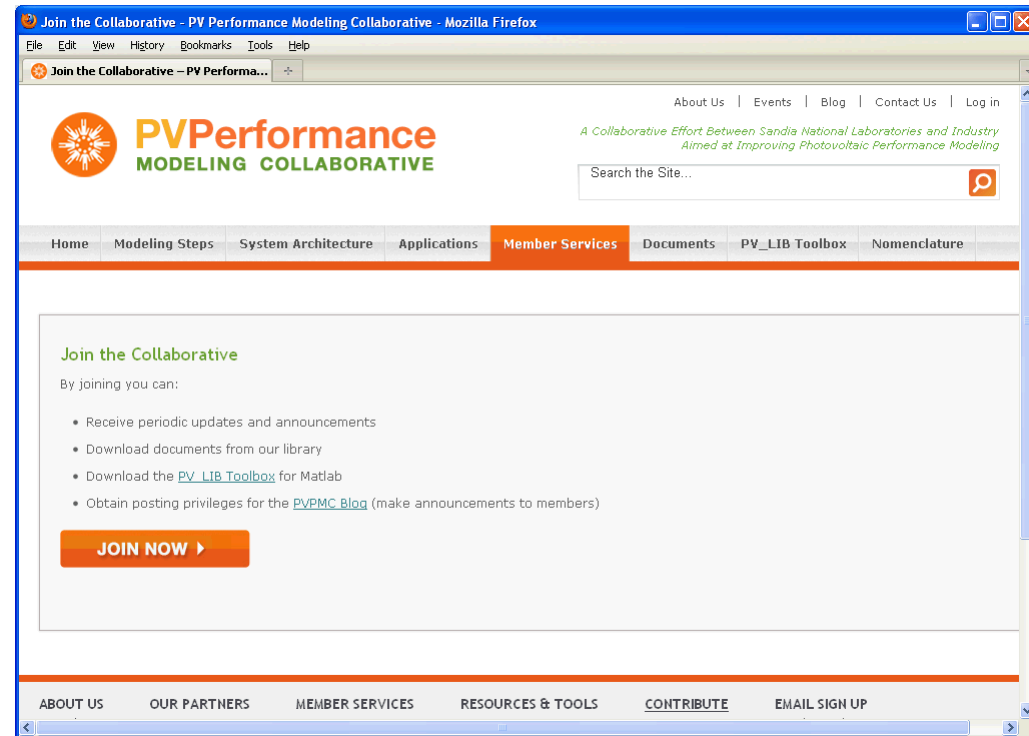 Join the Collaborative - PV Performance Modeling Collaborative - Mozilla Firefox
File Edit View History Bookmarks Tools Help
Join the Collaborative — PV Performa...
About Us | Events | Blog | Contact Us | Log in
PVPerformance
MODELING COLLABORATIVE
A Collaborative Effort Between Sandia National Laboratories and Industry
Aimed at Improving Photovoltaic Performance Modeling
Search the Site...
Home Modeling Steps System Architecture Applications Member Services Documents PV_LIB Toolbox Nomenclature
Join the Collaborative
By joining you can:
• Receive periodic updates and announcements
• Download documents from our library
• Download the PV_LIB Toolbox for Matlab
• Obtain posting privileges for the PVPMC Blog (make announcements to members)
JOIN NOW
ABOUT US OUR PARTNERS MEMBER SERVICES RESOURCES & TOOLS CONTRIBUTE EMAIL SIGN UP